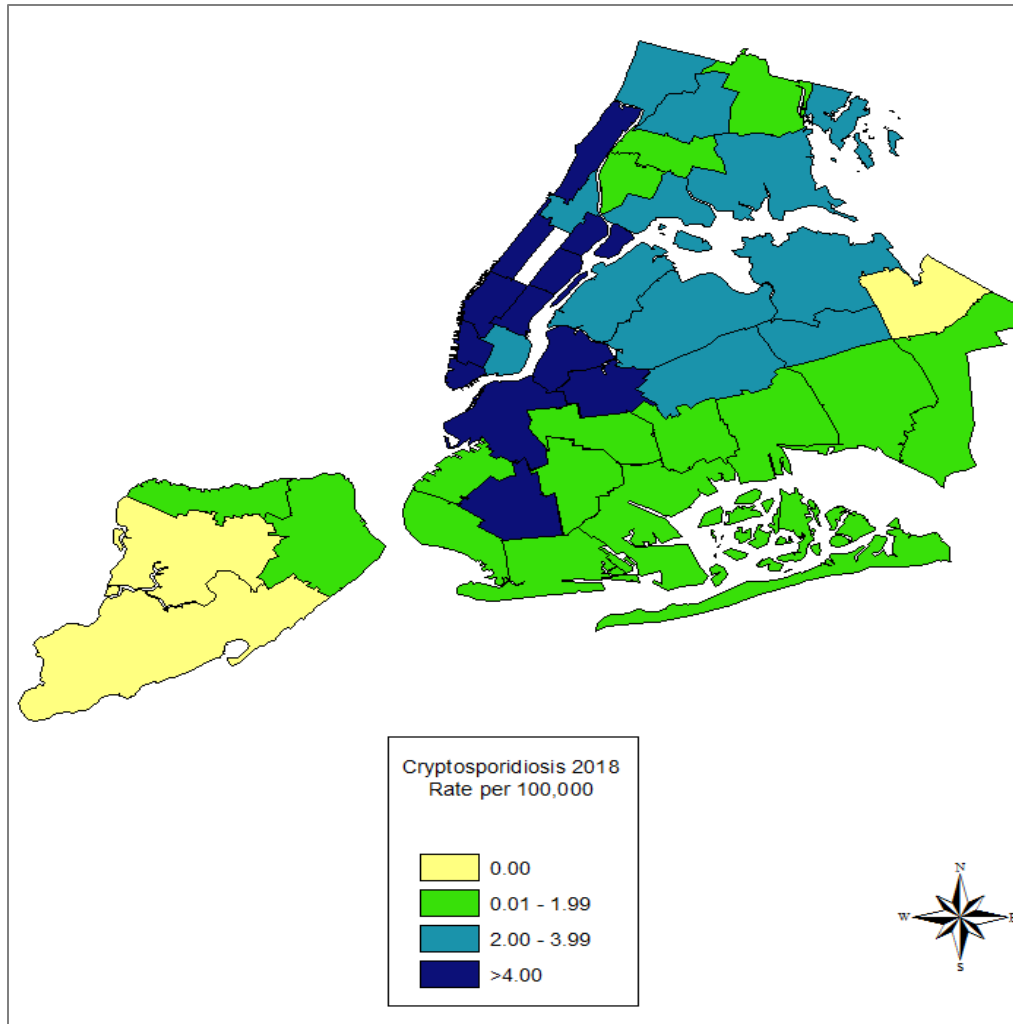 Cryptosporidiosis 2018
Rate per 100,000
0.00
0.01 - 1.99
2.00 - 3.99
>4.00
N
W
E
S